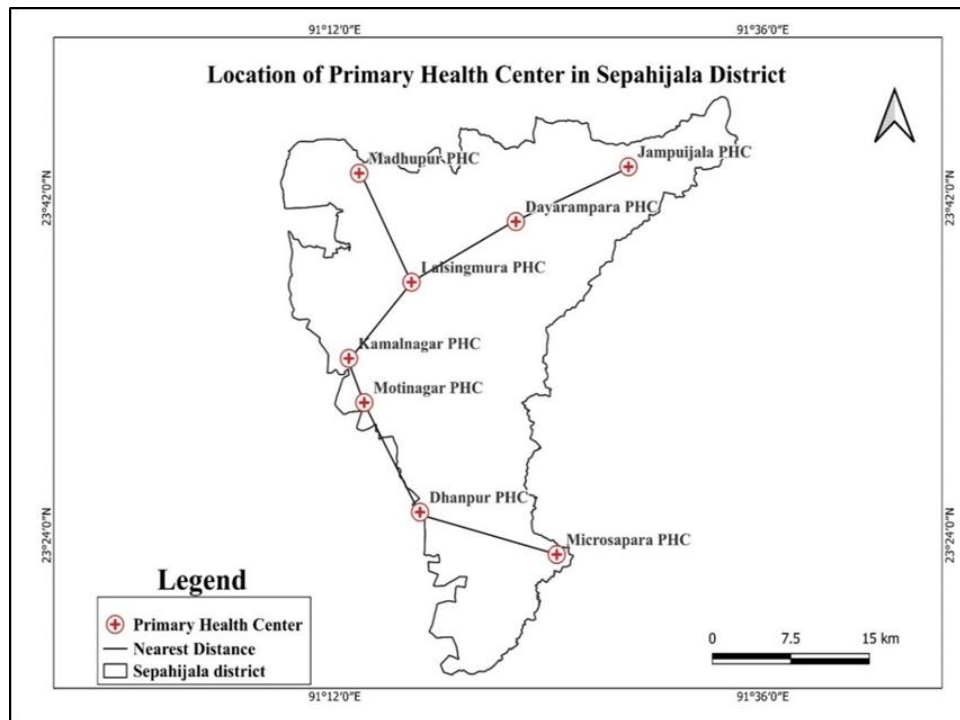 91°12'0"E 91°36'0"E
Location of Primary Health Center in Sepahijala District
Madhupur PHC
Jampuijala PHC
23°42'0"N 23°42'0"N
Dayarampara PHC
Lalsingmura PHC
Kamalnagar PHC
Motinagar PHC
Dhanpur PHC
23°24'0"N 23°24'0"N
Microsapara PHC
Legend
Primary Health Center
Nearest Distance
Sepahijala district
0 7.5 15 km
91°12'0"E 91°36'0"E